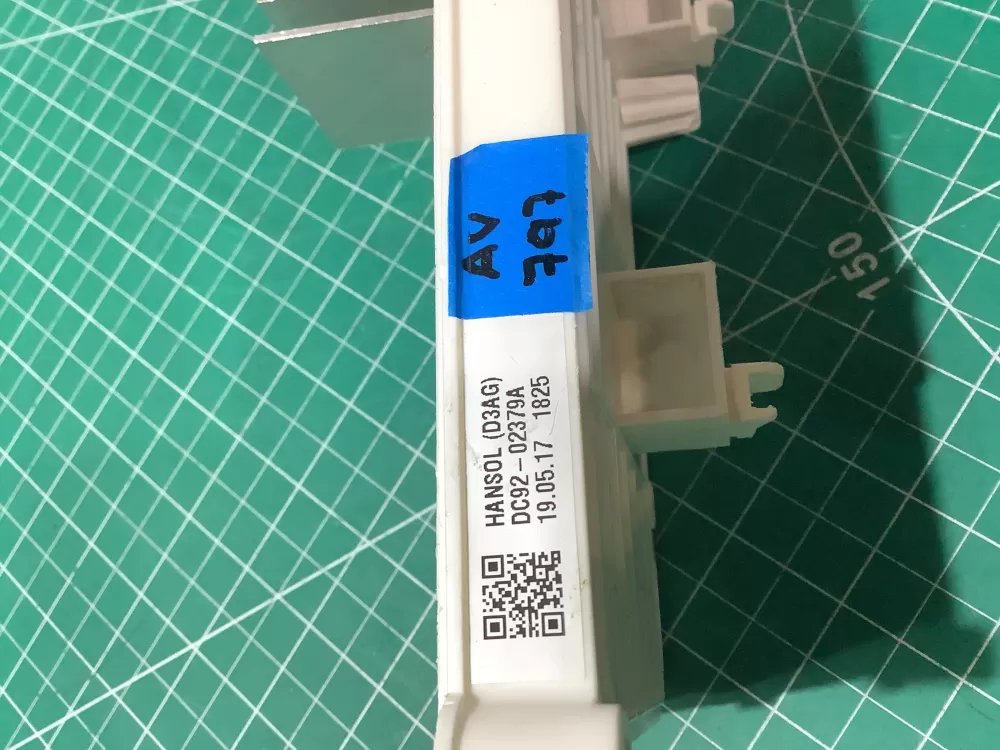 AV
797
HANSOL (D3AG)
DC92-02379A
19.05.17 1825
150